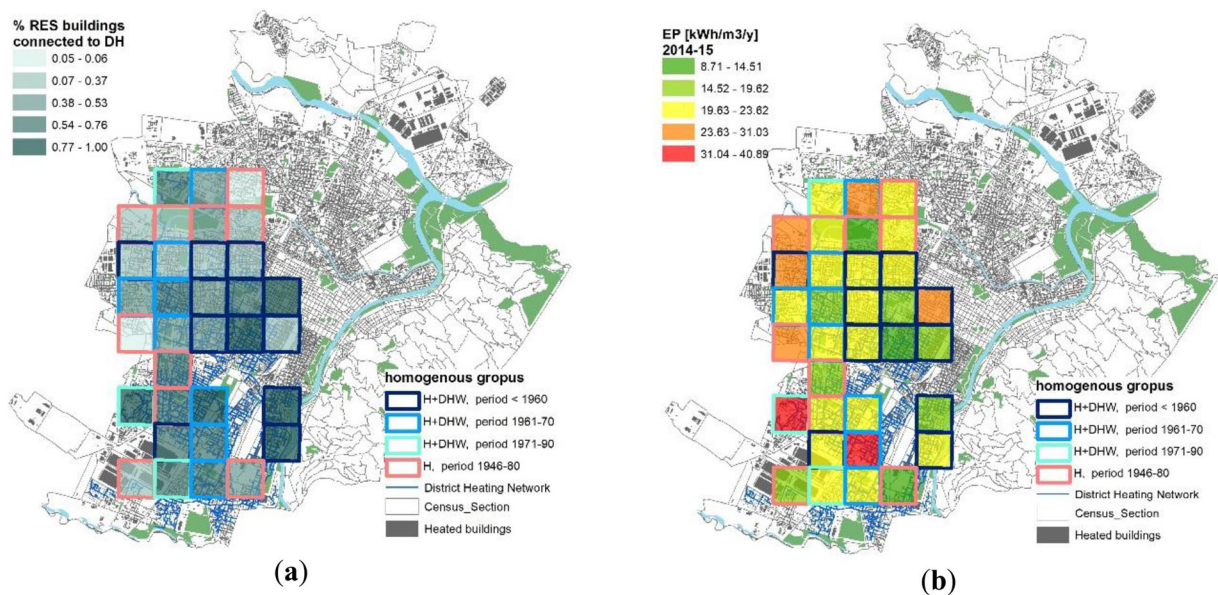 % RES buildings
connected to DH
0.05 - 0.06
0.07 - 0.37
0.38 - 0.53
0.54 - 0.76
0.77 - 1.00
homogenous gropus
H+DHW, period < 1960
H+DHW, period 1961-70
H+DHW, period 1971-90
H, period 1946-80
District Heating Network
Census_Section
Heated buildings
(a)
EP [kWh/m3/y]
2014-15
8.71 - 14.51
14.52 - 19.62
19.63 - 23.62
23.63 - 31.03
31.04 - 40.89
homogenous gropus
H+DHW, period < 1960
H+DHW, period 1961-70
H+DHW, period 1971-90
H, period 1946-80
District Heating Network
Census_Section
Heated buildings
(b)